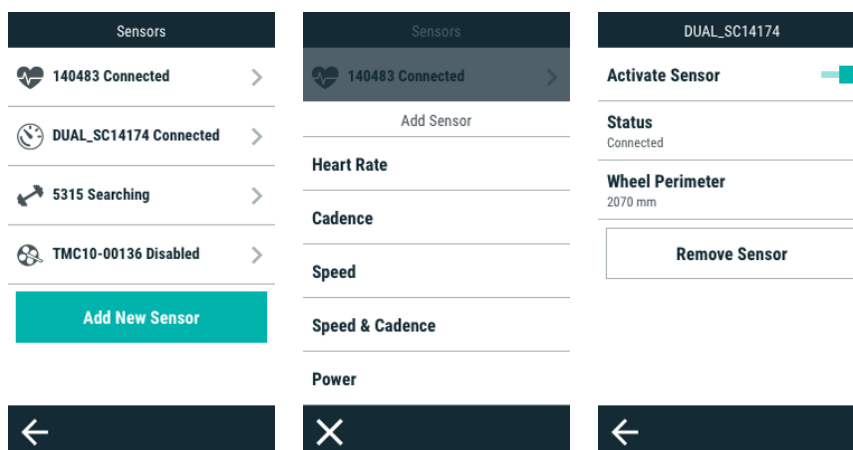 Sensors
140483 Connected
DUAL_SC14174 Connected
5315 Searching
TMC10-00136 Disabled
Add New Sensor
Sensors
140483 Connected
Add Sensor
Heart Rate
Cadence
Speed
Speed & Cadence
Power
DUAL_SC14174
Activate Sensor
Status
Connected
Wheel Perimeter
2070 mm
Remove Sensor